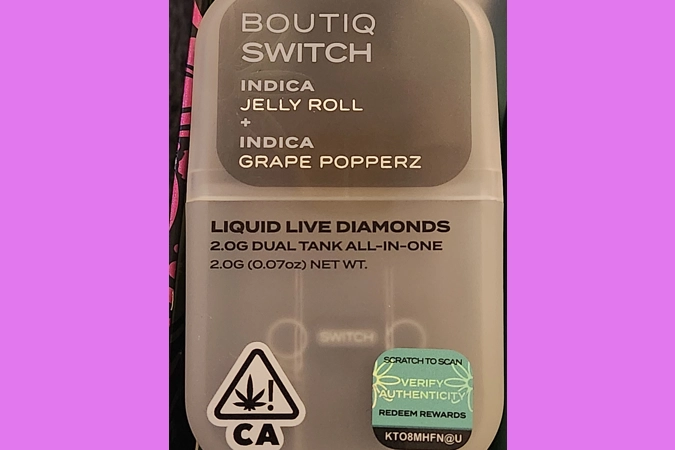 BOUTIQ
SWITCH
INDICA
JELLY ROLL
+
INDICA
GRAPE POPPERZ
LIQUID LIVE DIAMONDS
2.0G DUAL TANK ALL-IN-ONE
2.0G (0.07oz) NET WT.
SWITCH
!
CA
SCRATCH TO SCAN
VERIFY
AUTHENTICITY
REDEEM REWARDS
KTO8MHFN@U